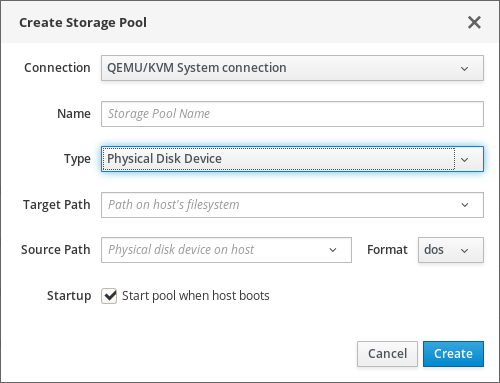 Create Storage Pool
Connection QEMU/KVM System connection
Name Storage Pool Name
Type Physical Disk Device
Target Path Path on host's filesystem
Source Path Physical disk device on host Format dos
Startup Start pool when host boots
Cancel Create